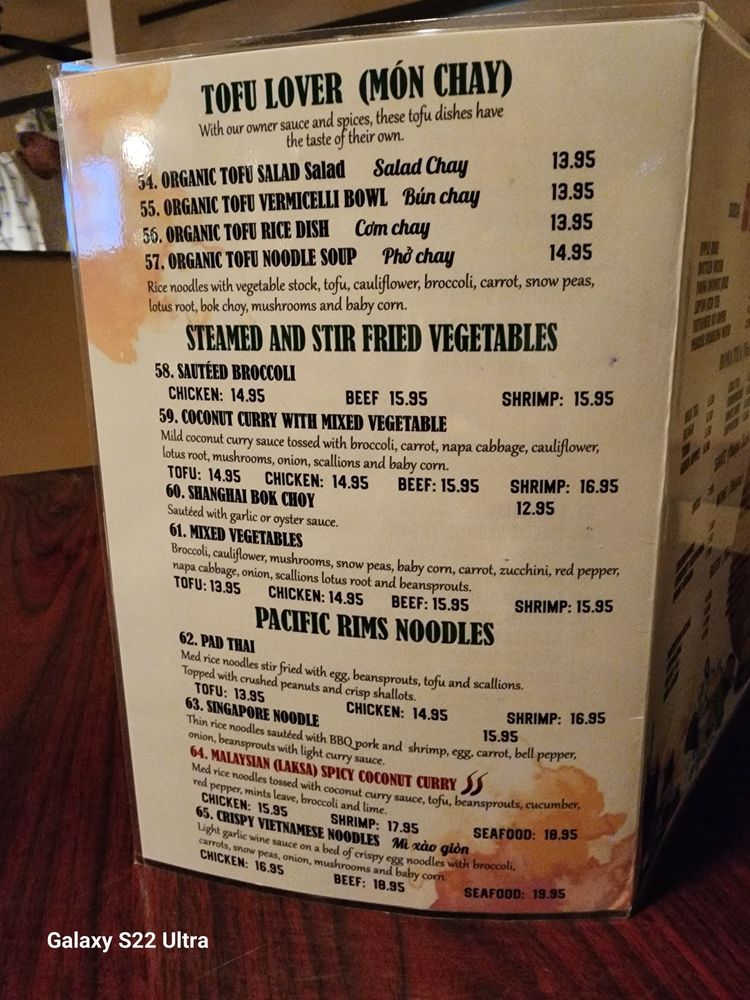 TOFU LOVER (MÓN CHAY)
With our owner sauce and spices, these tofu dishes have
the taste of their own.
54. ORGANIC TOFU SALAD Salad Salad Chay 13.95
55. ORGANIC TOFU VERMICELLI BOWL Bún chay 13.95
56. ORGANIC TOFU RICE DISH Cơm chay 13.95
57. ORGANIC TOFU NOODLE SOUP Phở chay 14.95
Rice noodles with vegetable stock, tofu, cauliflower, broccoli, carrot, snow peas,
lotus root, bok choy, mushrooms and baby corn.
STEAMED AND STIR FRIED VEGETABLES
58. SAUTÉED BROCCOLI
CHICKEN: 14.95 BEEF 15.95 SHRIMP: 15.95
59. COCONUT CURRY WITH MIXED VEGETABLE
Mild coconut curry sauce tossed with broccoli, carrot, napa cabbage, cauliflower,
lotus root, mushrooms, onion, scallions and baby corn.
TOFU: 14.95 CHICKEN: 14.95 BEEF: 15.95 SHRIMP: 16.95
60. SHANGHAI BOK CHOY 12.95
Sautéed with garlic or oyster sauce.
61. MIXED VEGETABLES
Broccoli, cauliflower, mushrooms, snow peas, baby corn, carrot, zucchini, red pepper,
napa cabbage, onion, scallions lotus root and beansprouts.
TOFU: 13.95 CHICKEN: 14.95 BEEF: 15.95 SHRIMP: 15.95
PACIFIC RIMS NOODLES
62. PAD THAI
Med rice noodles stir fried with egg, beansprouts, tofu and scallions.
Topped with crushed peanuts and crisp shallots.
TOFU: 13.95 CHICKEN: 14.95 SHRIMP: 16.95
63. SINGAPORE NOODLE 15.95
Thin rice noodles sautéed with BBQ pork and shrimp, egg, carrot, bell pepper,
onion, beansprouts with light curry sauce.
64. MALAYSIAN (LAKSA) SPICY COCONUT CURRY
Med rice noodles tossed with coconut curry sauce, tofu, beansprouts, cucumber,
red pepper, mints leave, broccoli and lime.
CHICKEN: 15.95 SHRIMP: 17.95 SEAFOOD: 18.95
65. CRISPY VIETNAMESE NOODLES Mì xào giòn
Light garlic wine sauce on a bed of crispy egg noodles with broccoli,
carrots, snow peas, onion, mushrooms and baby corn.
CHICKEN: 16.95 BEEF: 18.95 SEAFOOD: 19.95
SODA
Galaxy S22 Ultra